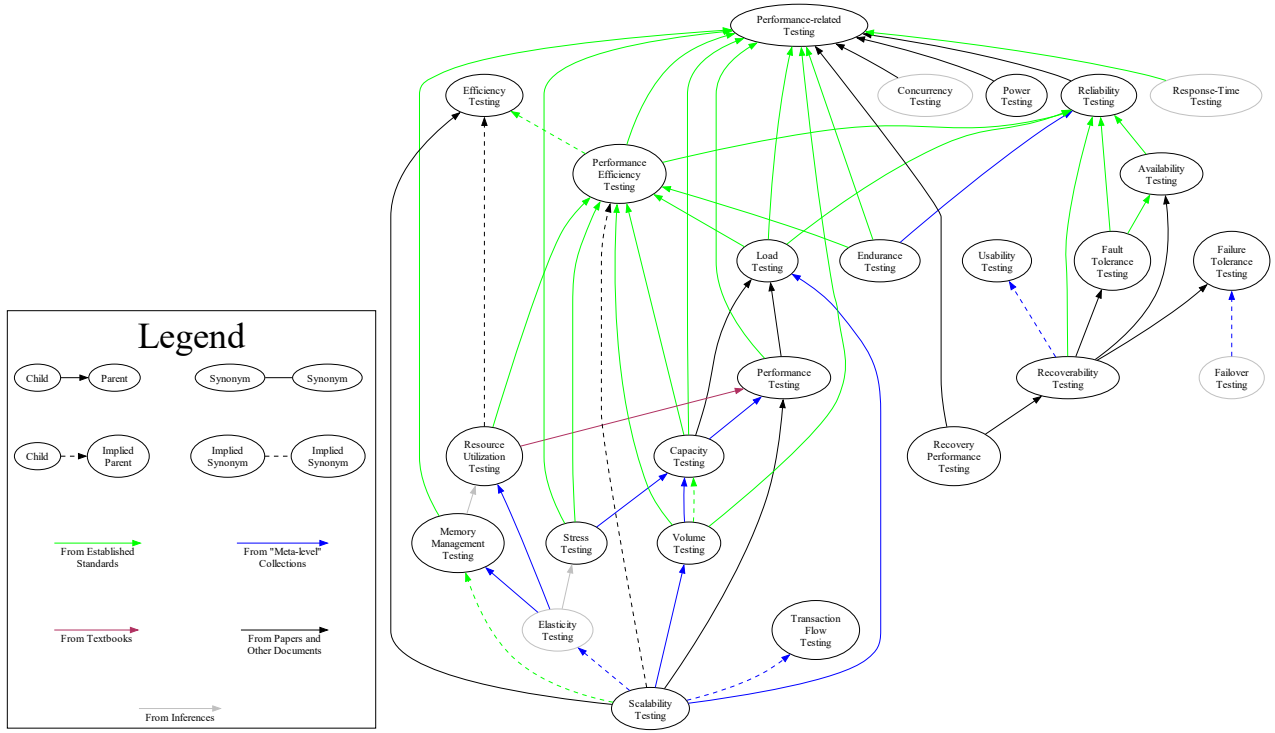 Performance-related
Testing
Efficiency
Testing
Concurrency
Testing
Power
Testing
Reliability
Testing
Response-Time
Testing
Performance
Efficiency
Testing
Availability
Testing
Load
Testing
Endurance
Testing
Usability
Testing
Fault
Tolerance
Testing
Failure
Tolerance
Testing
Legend
Child
Parent
Synonym
Synonym
Performance
Testing
Recoverability
Testing
Failover
Testing
Child
Implied
Parent
Implied
Synonym
Implied
Synonym
Resource
Utilization
Testing
Capacity
Testing
Recovery
Performance
Testing
From Established
Standards
From "Meta-level"
Collections
Memory
Management
Testing
Stress
Testing
Volume
Testing
From Textbooks
From Papers and
Other Documents
Elasticity
Testing
Transaction
Flow
Testing
From Inferences
Scalability
Testing